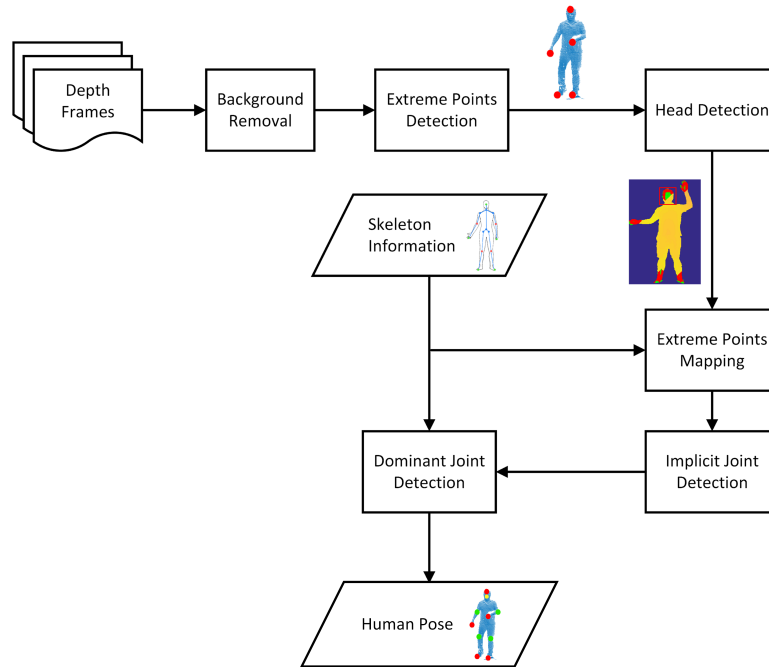 Depth
Frames
Background
Removal
Extreme Points
Detection
Head Detection
Skeleton
Information
Extreme Points
Mapping
Dominant Joint
Detection
Implicit Joint
Detection
Human Pose